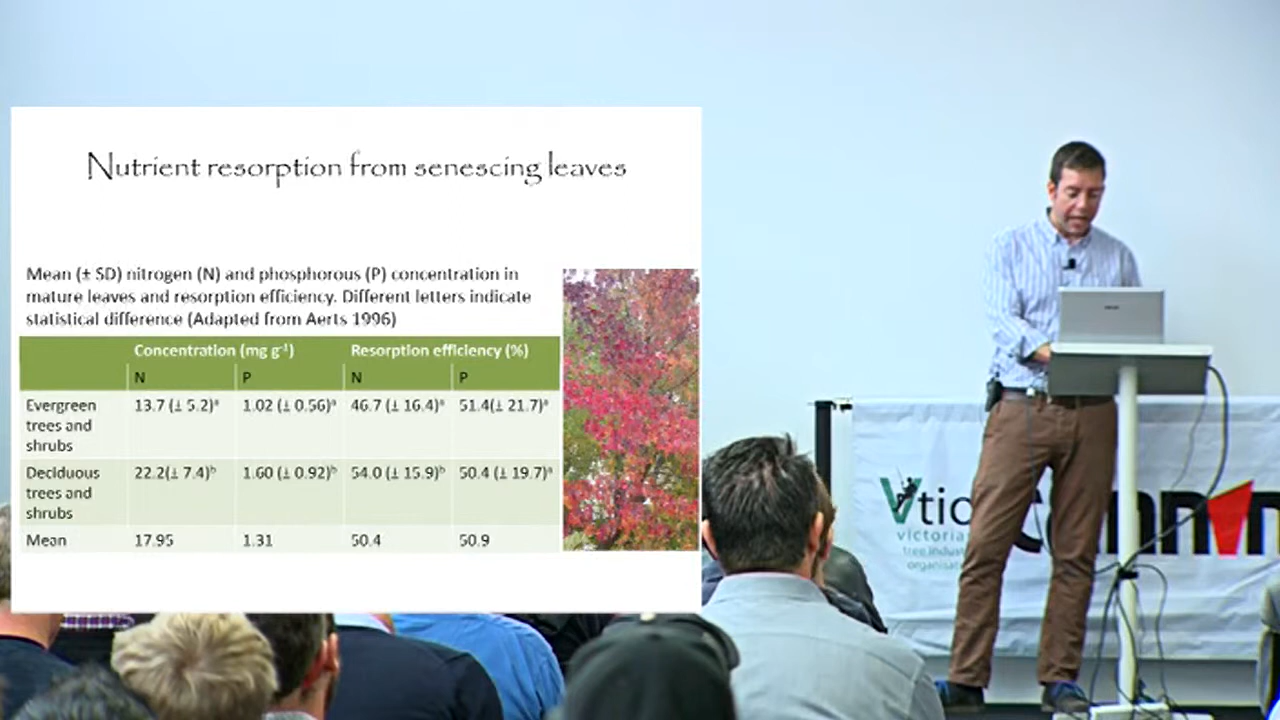 Nutrient resorption from senescing leaves
Mean (± SD) nitrogen (N) and phosphorous (P) concentration in
mature leaves and resorption efficiency. Different letters indicate
statistical difference (Adapted from Aerts 1996)
Concentration (mg g-1) Resorption efficiency (%)
N P N P
Evergreen trees and shrubs 13.7 (± 5.2)a 1.02 (± 0.56)a 46.7 (± 16.4)a 51.4(± 21.7)a
Deciduous trees and shrubs 22.2(± 7.4)b 1.60 (± 0.92)b 54.0 (± 15.9)b 50.4 (± 19.7)a
Mean 17.95 1.31 50.4 50.9
Vtio
victoria
tree indus
organisat